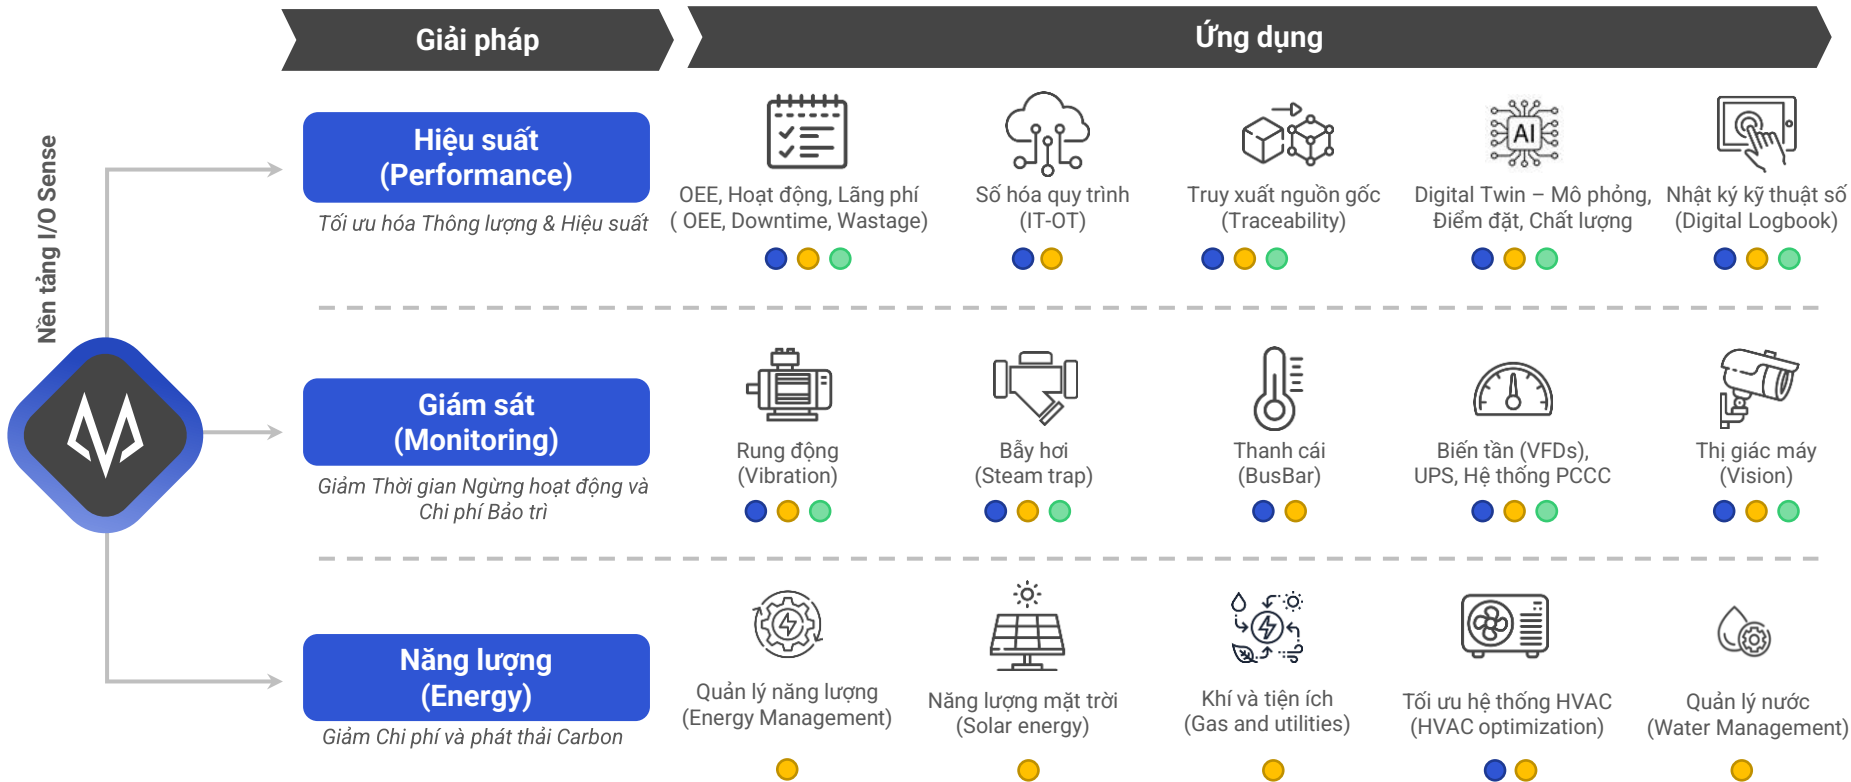 Giải pháp
Ứng dụng
Nền tảng I/O Sense
Hiệu suất
(Performance)
Tối ưu hóa Thông lượng & Hiệu suất
OEE, Hoạt động, Lãng phí
( OEE, Downtime, Wastage)
Số hóa quy trình
(IT-OT)
Truy xuất nguồn gốc
(Traceability)
AI
Digital Twin – Mô phỏng,
Điểm đặt, Chất lượng
Nhật ký kỹ thuật số
(Digital Logbook)
Giám sát
(Monitoring)
Giảm Thời gian Ngừng hoạt động và
Chi phí Bảo trì
Rung động
(Vibration)
Bẫy hơi
(Steam trap)
Thanh cái
(BusBar)
Biến tần (VFDs),
UPS, Hệ thống PCCC
Thị giác máy
(Vision)
Năng lượng
(Energy)
Giảm Chi phí và phát thải Carbon
Quản lý năng lượng
(Energy Management)
Năng lượng mặt trời
(Solar energy)
Khí và tiện ích
(Gas and utilities)
Tối ưu hệ thống HVAC
(HVAC optimization)
Quản lý nước
(Water Management)